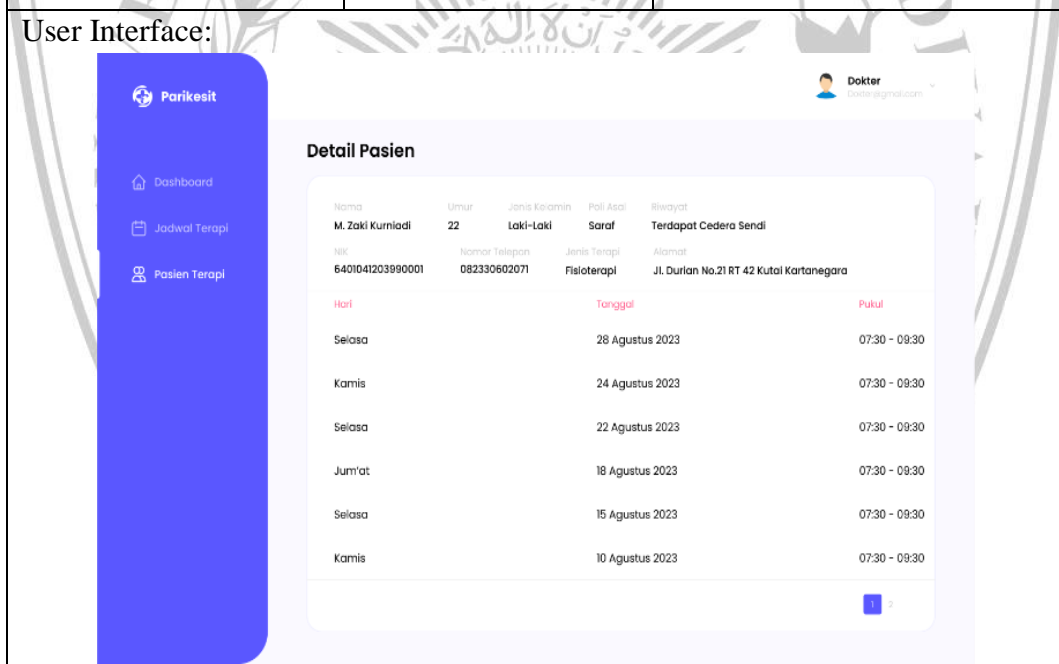 User Interface:
Parikesit
Dokter
Dokter@gmail.com
Dashboard
Jadwal Terapi
Pasien Terapi
Detail Pasien
Nama Umur Jenis Kelamin Poli Asal Riwayat
M. Zaki Kurniadi 22 Laki-Laki Saraf Terdapat Cedera Sendi
NIK Nomor Telepon Jenis Terapi Alamat
6401041203990001 082330602071 Fisioterapi Jl. Durian No.21 RT 42 Kutai Kartanegara
Hari Tanggal Pukul
Selasa 28 Agustus 2023 07:30 - 09:30
Kamis 24 Agustus 2023 07:30 - 09:30
Selasa 22 Agustus 2023 07:30 - 09:30
Jum'at 18 Agustus 2023 07:30 - 09:30
Selasa 15 Agustus 2023 07:30 - 09:30
Kamis 10 Agustus 2023 07:30 - 09:30
1 2